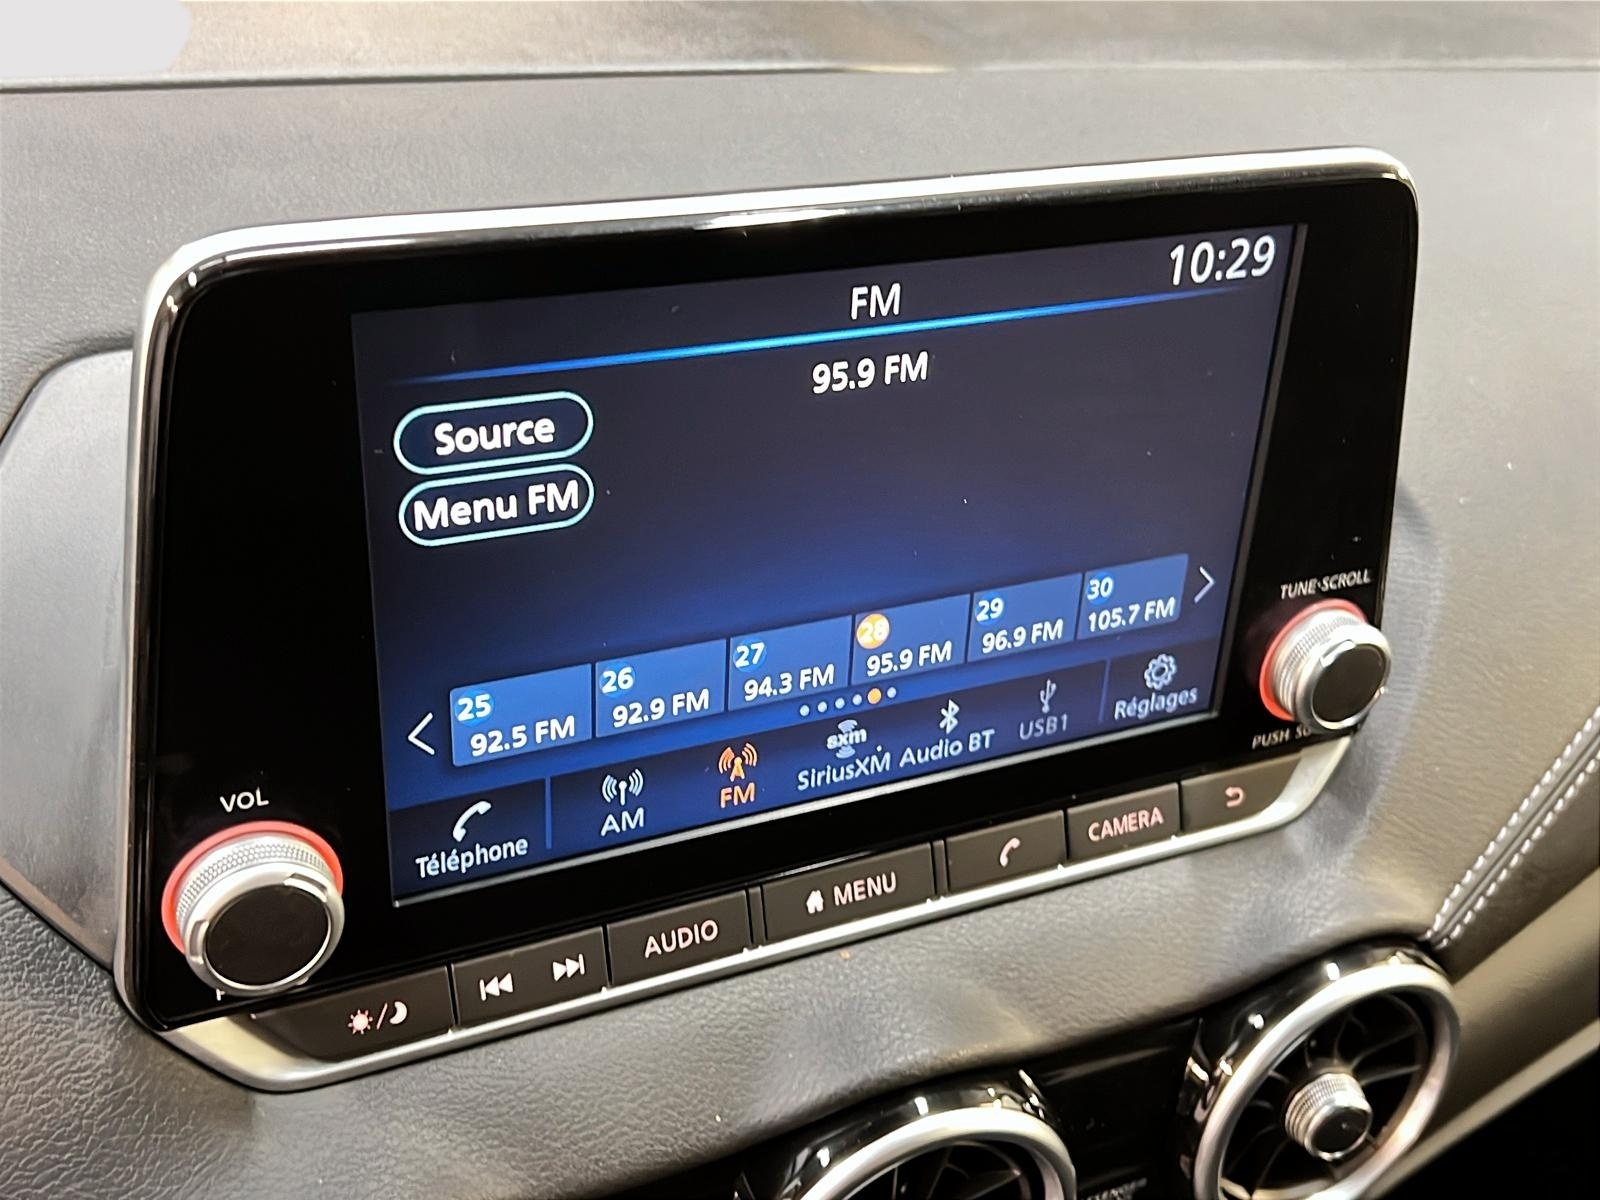 10:29
FM
95.9 FM
Source
Menu FM
25 26 27 28 29 30
92.5 FM 92.9 FM 94.3 FM 95.9 FM 96.9 FM 105.7 FM
Téléphone AM FM SiriusXM Audio BT USB1 Réglages
sxm
TUNE·SCROLL
PUSH
VOL
AUDIO MENU CAMERA